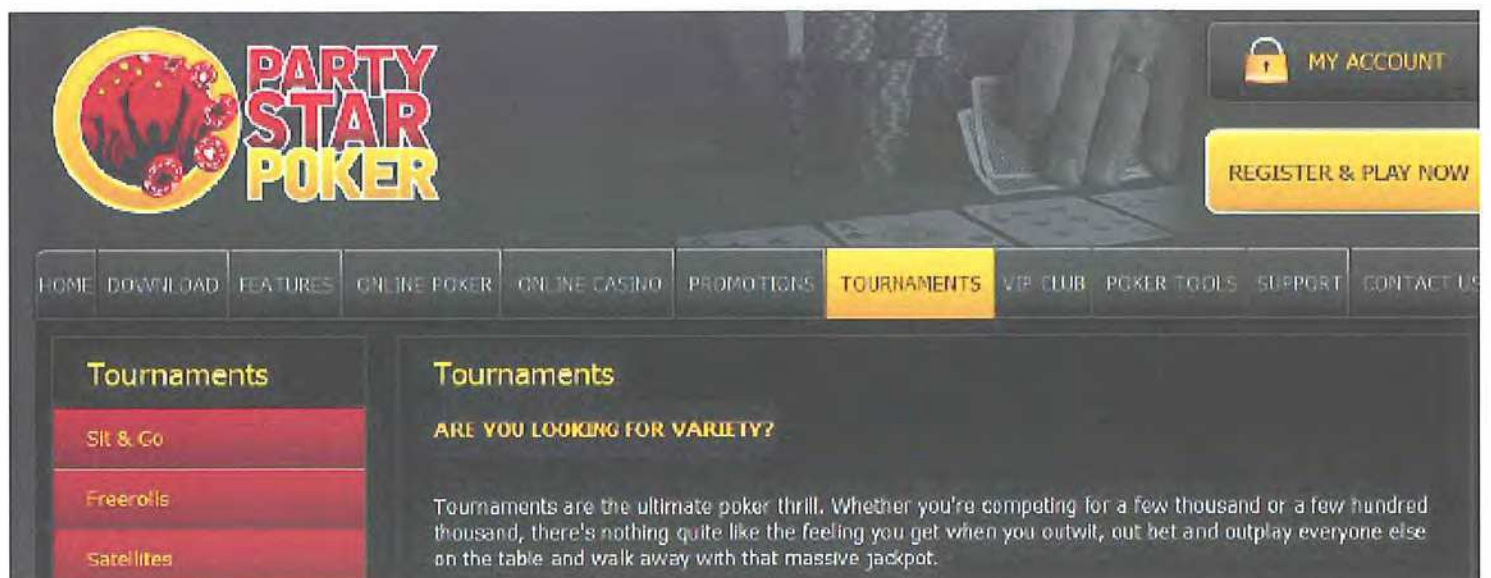 PARTY
STAR
POKER
MY ACCOUNT
REGISTER & PLAY NOW
HOME DOWNLOAD FEATURES ONLINE POKER ONLINE CASINO PROMOTIONS TOURNAMENTS VIP CLUB POKER TOOLS SUPPORT CONTACT US
Tournaments
Sit & Go
Freerolls
Satellites
Tournaments
ARE YOU LOOKING FOR VARIETY?
Tournaments are the ultimate poker thrill. Whether you're competing for a few thousand or a few hundred
thousand, there's nothing quite like the feeling you get when you outwit, out bet and outplay everyone else
on the table and walk away with that massive jackpot.